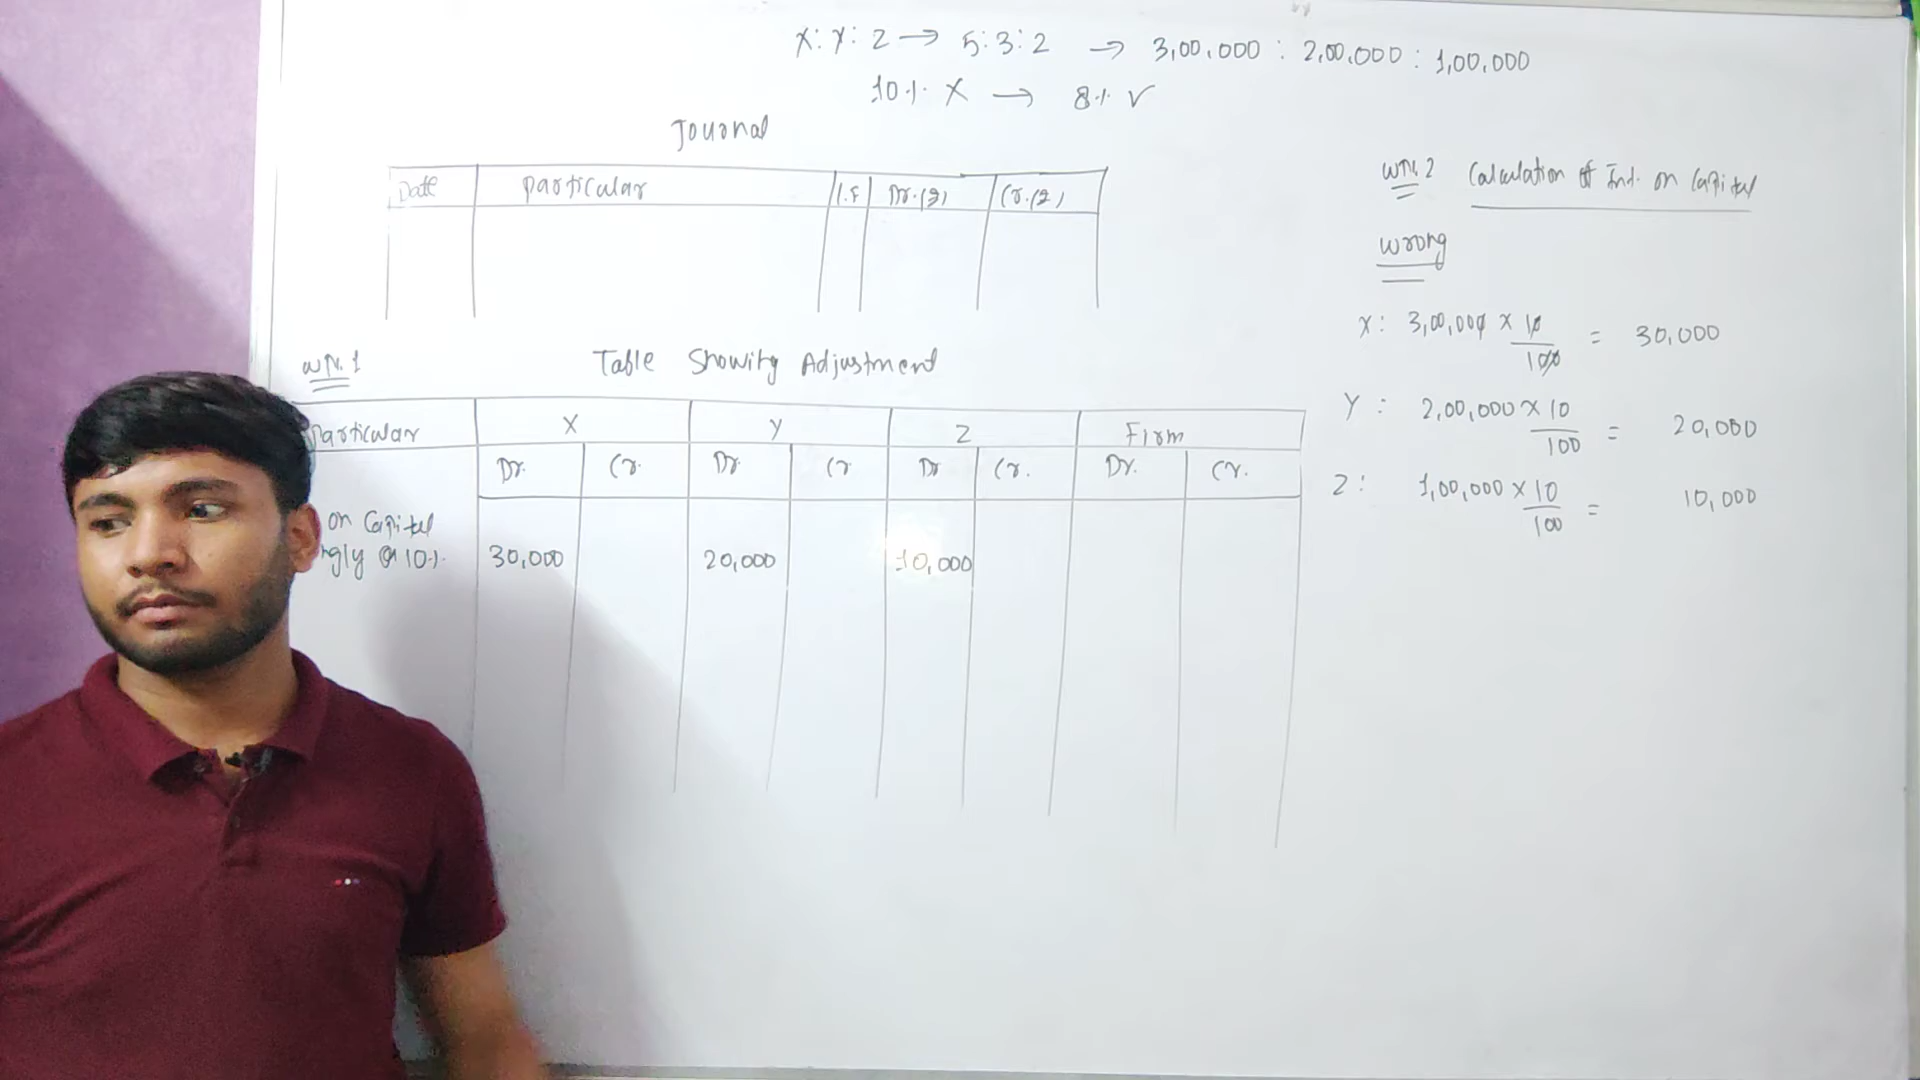 X : Y : Z → 5 : 3 : 2 → 3,00,000 : 2,00,000 : 1,00,000
10% X → 8% ✓
Journal
Date Particular L.F Dr.(₹) Cr.(₹)
WN.1 Table Showing Adjustment
Particular X Y Z Firm
Dr. Cr. Dr. Cr Dr Cr. Dr. Cr.
on Capital
ngly @ 10% 30,000 20,000 10,000
WN.2 Calculation of Int. on Capital
Wrong
X : 3,00,000 × 10/100 = 30,000
Y : 2,00,000 × 10/100 = 20,000
Z : 1,00,000 × 10/100 = 10,000